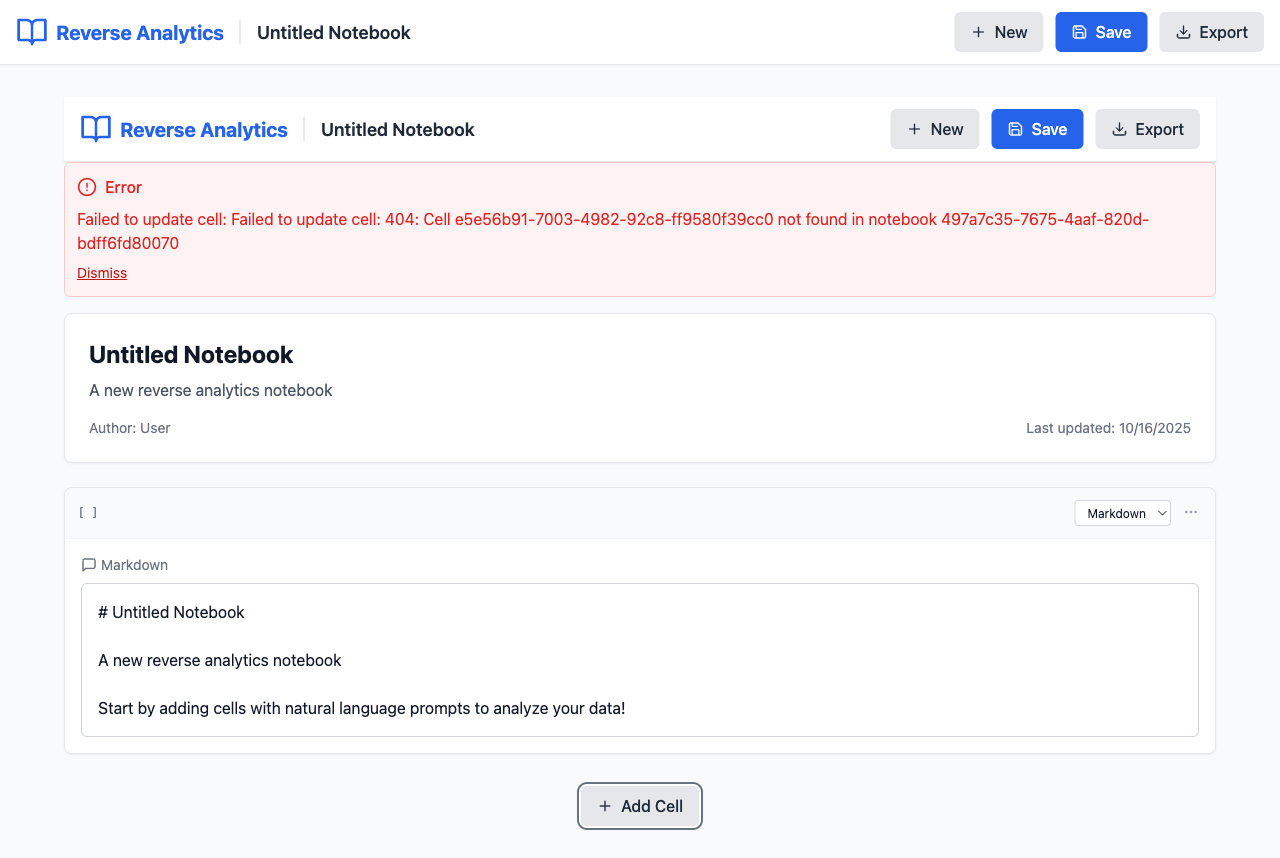 Reverse Analytics
Untitled Notebook
New
Save
Export
Reverse Analytics
Untitled Notebook
New
Save
Export
Error
Failed to update cell: Failed to update cell: 404: Cell e5e56b91-7003-4982-92c8-ff9580f39cc0 not found in notebook 497a7c35-7675-4aaf-820d-
bdff6fd80070
Dismiss
Untitled Notebook
A new reverse analytics notebook
Author: User
Last updated: 10/16/2025
[ ]
Markdown
Markdown
# Untitled Notebook
A new reverse analytics notebook
Start by adding cells with natural language prompts to analyze your data!
Add Cell